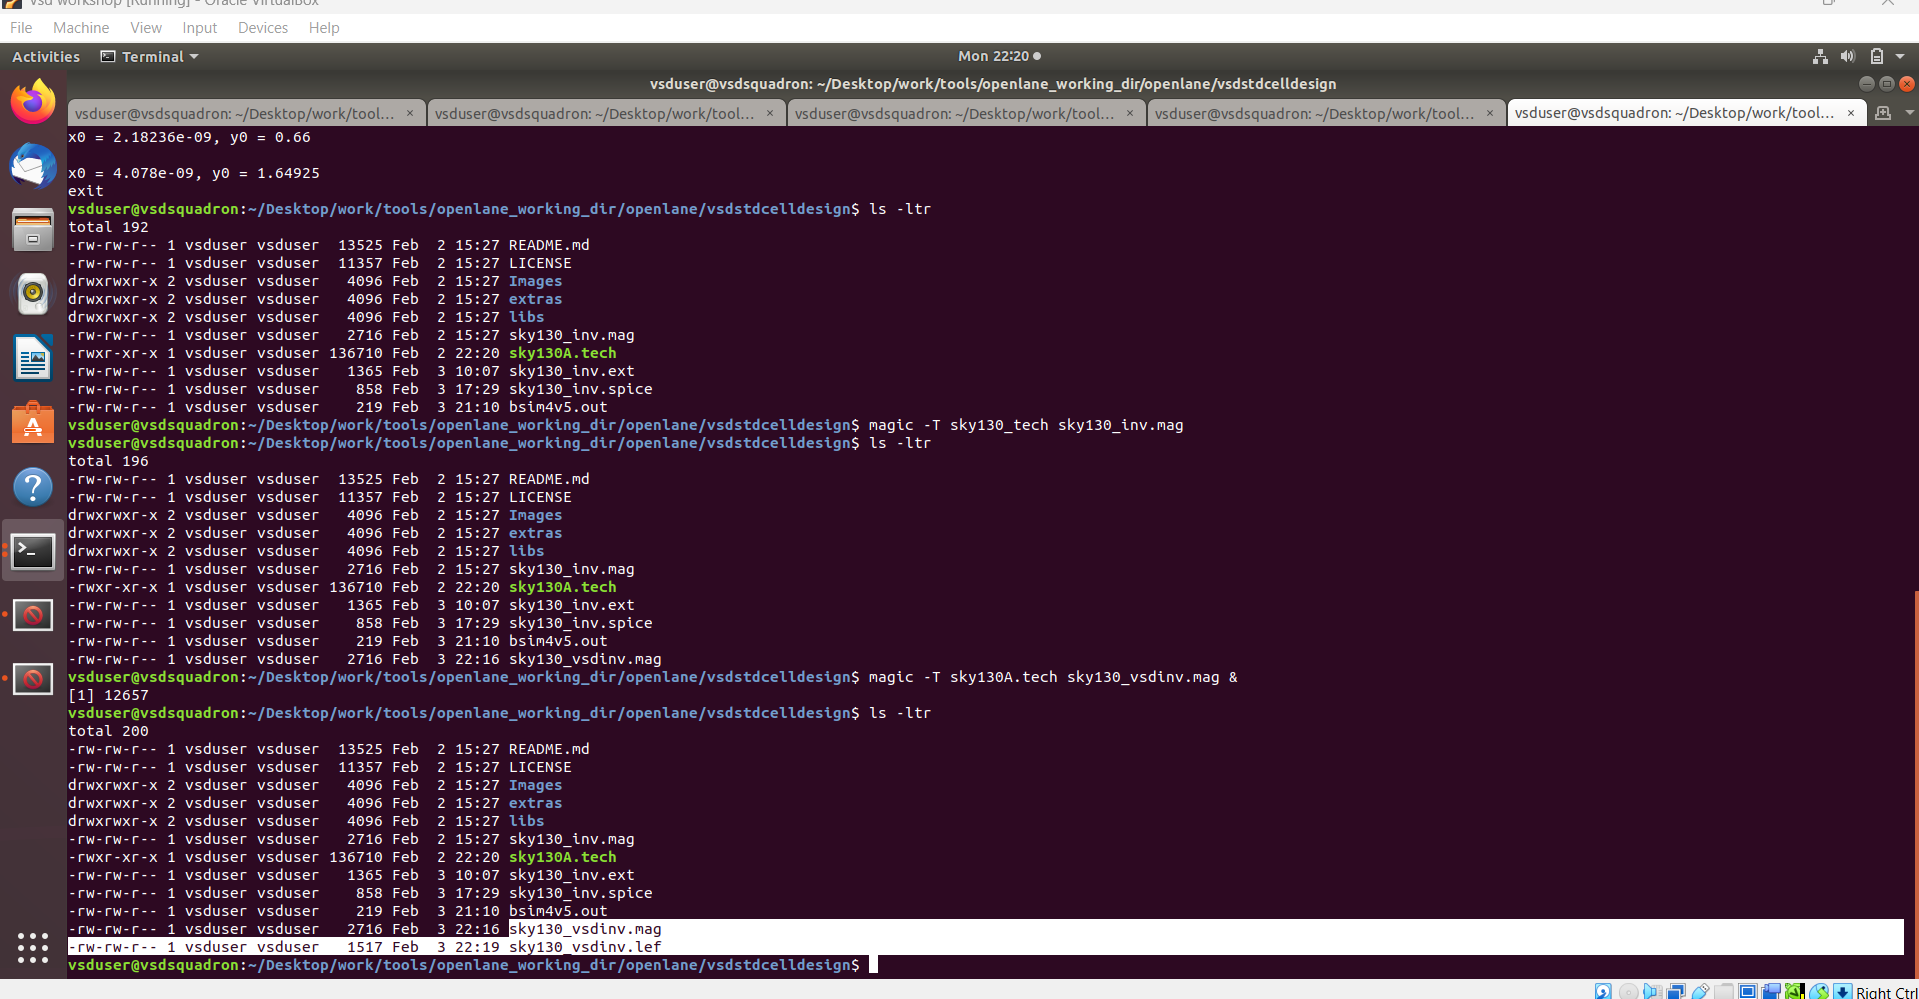 vsd workshop [Running] - Oracle VirtualBox
File Machine View Input Devices Help
Activities Terminal Mon 22:20
vsduser@vsdsquadron: ~/Desktop/work/tools/openlane_working_dir/openlane/vsdstdcelldesign
vsduser@vsdsquadron: ~/Desktop/work/tool... × vsduser@vsdsquadron: ~/Desktop/work/tool... × vsduser@vsdsquadron: ~/Desktop/work/tool... × vsduser@vsdsquadron: ~/Desktop/work/tool... × vsduser@vsdsquadron: ~/Desktop/work/tool... ×
x0 = 2.18236e-09, y0 = 0.66
x0 = 4.078e-09, y0 = 1.64925
exit
vsduser@vsdsquadron:~/Desktop/work/tools/openlane_working_dir/openlane/vsdstdcelldesign$ ls -ltr
total 192
-rw-rw-r-- 1 vsduser vsduser  13525 Feb  2 15:27 README.md
-rw-rw-r-- 1 vsduser vsduser  11357 Feb  2 15:27 LICENSE
drwxrwxr-x 2 vsduser vsduser   4096 Feb  2 15:27 Images
drwxrwxr-x 2 vsduser vsduser   4096 Feb  2 15:27 extras
drwxrwxr-x 2 vsduser vsduser   4096 Feb  2 15:27 libs
-rw-rw-r-- 1 vsduser vsduser   2716 Feb  2 15:27 sky130_inv.mag
-rwxr-xr-x 1 vsduser vsduser 136710 Feb  2 22:20 sky130A.tech
-rw-rw-r-- 1 vsduser vsduser   1365 Feb  3 10:07 sky130_inv.ext
-rw-rw-r-- 1 vsduser vsduser    858 Feb  3 17:29 sky130_inv.spice
-rw-rw-r-- 1 vsduser vsduser    219 Feb  3 21:10 bsim4v5.out
vsduser@vsdsquadron:~/Desktop/work/tools/openlane_working_dir/openlane/vsdstdcelldesign$ magic -T sky130_tech sky130_inv.mag
vsduser@vsdsquadron:~/Desktop/work/tools/openlane_working_dir/openlane/vsdstdcelldesign$ ls -ltr
total 196
-rw-rw-r-- 1 vsduser vsduser  13525 Feb  2 15:27 README.md
-rw-rw-r-- 1 vsduser vsduser  11357 Feb  2 15:27 LICENSE
drwxrwxr-x 2 vsduser vsduser   4096 Feb  2 15:27 Images
drwxrwxr-x 2 vsduser vsduser   4096 Feb  2 15:27 extras
drwxrwxr-x 2 vsduser vsduser   4096 Feb  2 15:27 libs
-rw-rw-r-- 1 vsduser vsduser   2716 Feb  2 15:27 sky130_inv.mag
-rwxr-xr-x 1 vsduser vsduser 136710 Feb  2 22:20 sky130A.tech
-rw-rw-r-- 1 vsduser vsduser   1365 Feb  3 10:07 sky130_inv.ext
-rw-rw-r-- 1 vsduser vsduser    858 Feb  3 17:29 sky130_inv.spice
-rw-rw-r-- 1 vsduser vsduser    219 Feb  3 21:10 bsim4v5.out
-rw-rw-r-- 1 vsduser vsduser   2716 Feb  3 22:16 sky130_vsdinv.mag
vsduser@vsdsquadron:~/Desktop/work/tools/openlane_working_dir/openlane/vsdstdcelldesign$ magic -T sky130A.tech sky130_vsdinv.mag &
[1] 12657
vsduser@vsdsquadron:~/Desktop/work/tools/openlane_working_dir/openlane/vsdstdcelldesign$ ls -ltr
total 200
-rw-rw-r-- 1 vsduser vsduser  13525 Feb  2 15:27 README.md
-rw-rw-r-- 1 vsduser vsduser  11357 Feb  2 15:27 LICENSE
drwxrwxr-x 2 vsduser vsduser   4096 Feb  2 15:27 Images
drwxrwxr-x 2 vsduser vsduser   4096 Feb  2 15:27 extras
drwxrwxr-x 2 vsduser vsduser   4096 Feb  2 15:27 libs
-rw-rw-r-- 1 vsduser vsduser   2716 Feb  2 15:27 sky130_inv.mag
-rwxr-xr-x 1 vsduser vsduser 136710 Feb  2 22:20 sky130A.tech
-rw-rw-r-- 1 vsduser vsduser   1365 Feb  3 10:07 sky130_inv.ext
-rw-rw-r-- 1 vsduser vsduser    858 Feb  3 17:29 sky130_inv.spice
-rw-rw-r-- 1 vsduser vsduser    219 Feb  3 21:10 bsim4v5.out
-rw-rw-r-- 1 vsduser vsduser   2716 Feb  3 22:16 sky130_vsdinv.mag
-rw-rw-r-- 1 vsduser vsduser   1517 Feb  3 22:19 sky130_vsdinv.lef
vsduser@vsdsquadron:~/Desktop/work/tools/openlane_working_dir/openlane/vsdstdcelldesign$
Right Ctrl